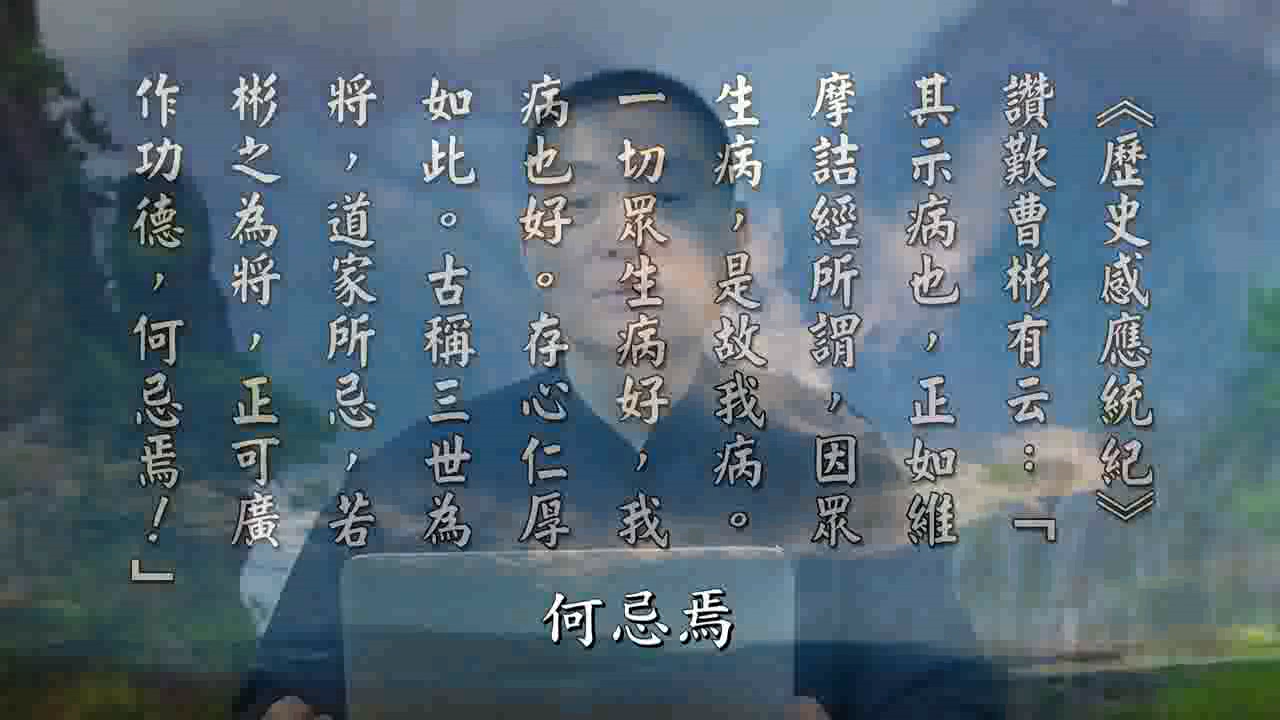 《歷史感應統紀》
讚歎曹彬有云：「
其示病也，正如維
摩詰經所謂，因眾
生病，是故我病。
一切眾生病好，我
病也好。存心仁厚
如此。古稱三世為
將，道家所忌，若
彬之為將，正可廣
作功德，何忌焉！」
何忌焉